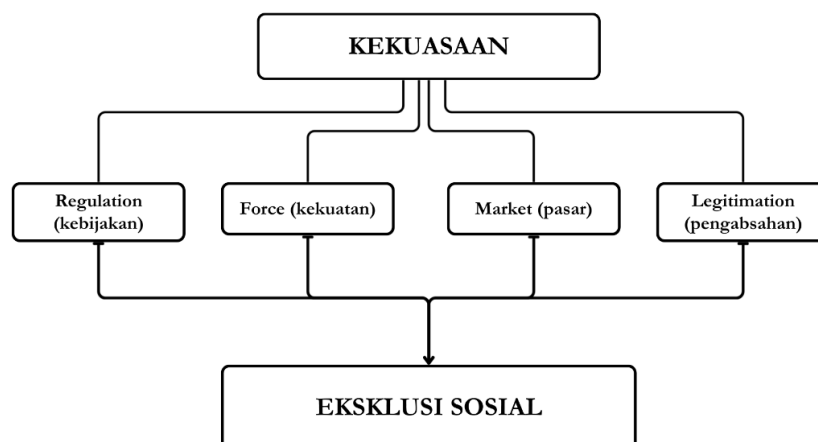 KEKUASAAN
Regulation
(kebijakan)
Force (kekuatan)
Market (pasar)
Legitimation
(pengabsahan)
EKSKLUSI SOSIAL